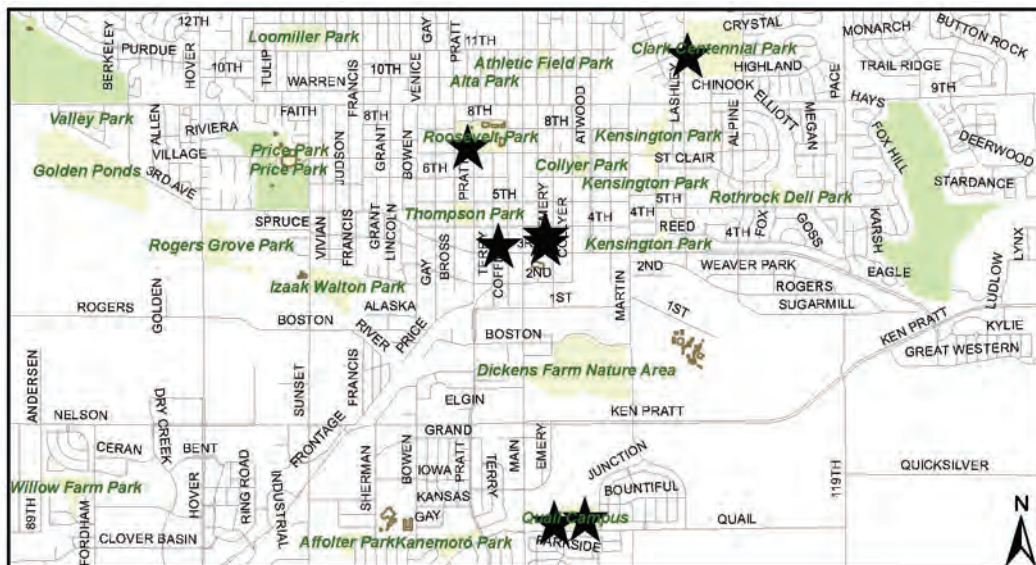 12TH
GAY
PRATT
CRYSTAL
MONARCH
BUTTON ROCK
BERKELEY
PURDUE
HOVER
Loomiller Park
11TH
Clark Centennial Park
10TH
TULIP
WARREN
FRANCIS
10TH
VENICE
Athletic Field Park
Alta Park
LASHLEY
HIGHLAND
CHINOOK
TRAIL RIDGE
PACE
9TH
Valley Park
ALLEN
RIVIERA
FAITH
8TH
8TH
8TH
ATWOOD
ALPINE
ELLIOTT
MEGAN
HAYS
FOX HILL
DEERWOOD
VILLAGE
Price Park
Price Park
JUDSON
GRANT
BOWEN
Roosevelt Park
Kensington Park
6TH
PRATT
Collyer Park
ST CLAIR
Golden Ponds
3RD AVE
5TH
Kensington Park
5TH
Rothrock Dell Park
STARDANCE
SPRUCE
VIVIAN
FRANCIS
GRANT
LINCOLN
Thompson Park
4TH
4TH
REED
FOX
GOSS
4TH
KARSH
Rogers Grove Park
GAY
BROSS
TERRY
2ND
Kensington Park
2ND
WEAVER PARK
EAGLE
LUDLOW
LYNX
Izaak Walton Park
ALASKA
1ST
MARTIN
1ST
ROGERS
SUGARMILL
ROGERS
GOLDEN
BOSTON
RIVER
PRICE
BOSTON
KEN PRATT
KYLIE
GREAT WESTERN
ANDERSEN
SUNSET
FRANCIS
Dickens Farm Nature Area
NELSON
DRY CREEK
ELGIN
KEN PRATT
CERAN
BENT
FRONTAGE
GRAND
MAIN
EMERY
JUNCTION
Willow Farm Park
HOVER
RING ROAD
INDUSTRIAL
SHERMAN
BOWEN
IOWA
PRATT
TERRY
KANSAS
BOUNTIFUL
119TH
QUICKSILVER
89TH
FORDHAM
CLOVER BASIN
GAY
Quail Campus
QUAIL
Affolter Park
Kanemoto Park
PARKSIDE
N